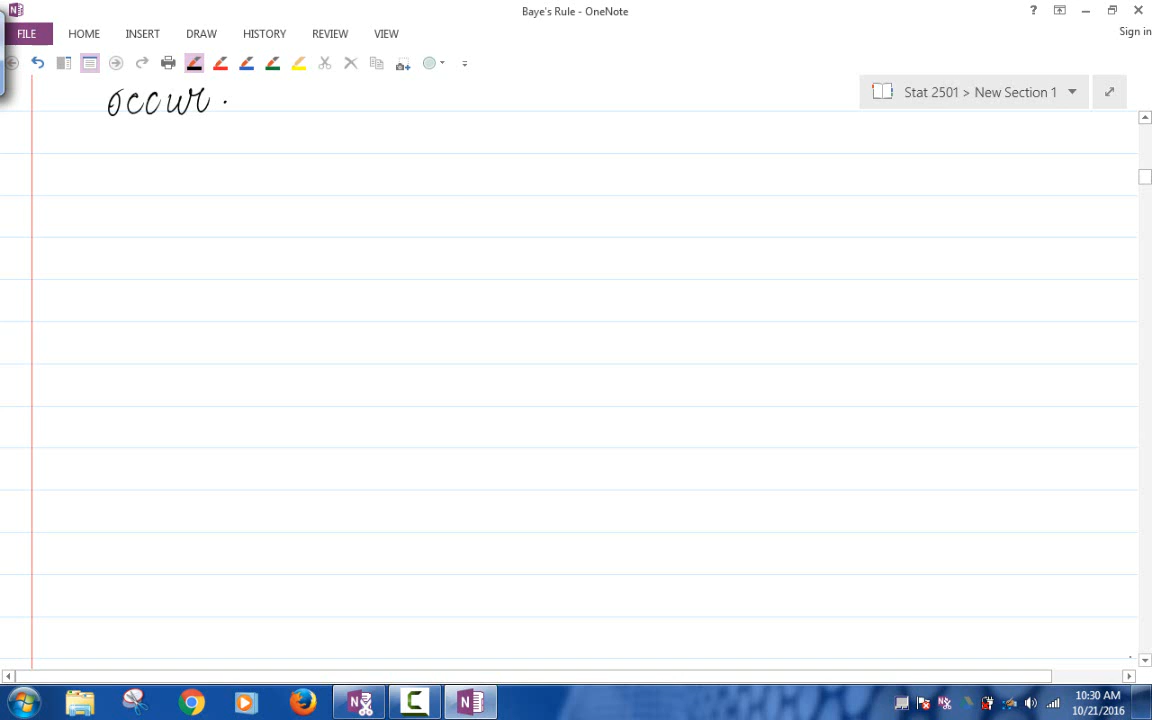 Baye's Rule - OneNote
?
Sign in
FILE HOME INSERT DRAW HISTORY REVIEW VIEW
Stat 2501 > New Section 1
occur.
10:30 AM
10/21/2016